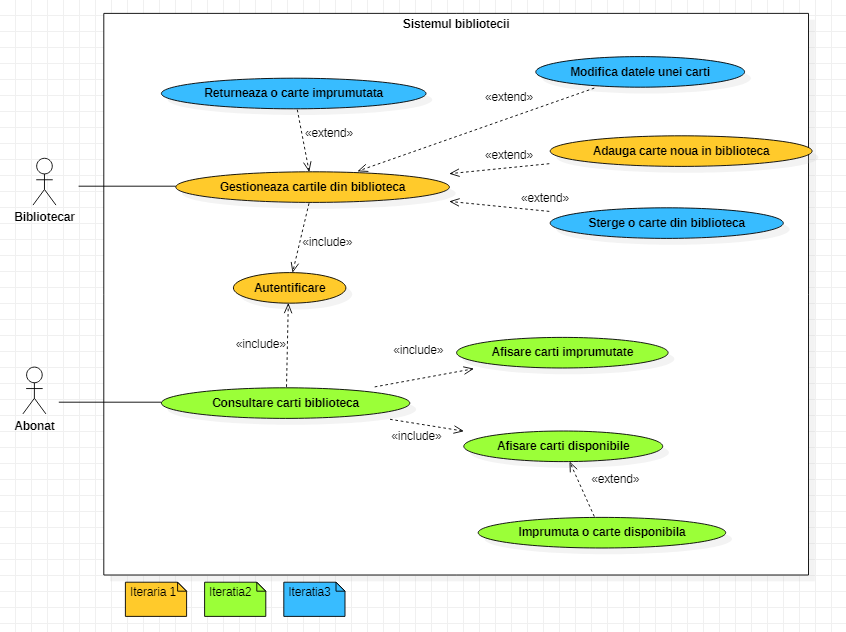 Sistemul bibliotecii
Modifica datele unei carti
Returneaza o carte imprumutata
«extend»
«extend»
«extend»
Adauga carte noua in biblioteca
Gestioneaza cartile din biblioteca
«extend»
Bibliotecar
Sterge o carte din biblioteca
«include»
Autentificare
«include»
«include»
Afisare carti imprumutate
Consultare carti biblioteca
Abonat
«include»
Afisare carti disponibile
«extend»
Imprumuta o carte disponibila
Iteraria 1
Iteratia2
Iteratia3